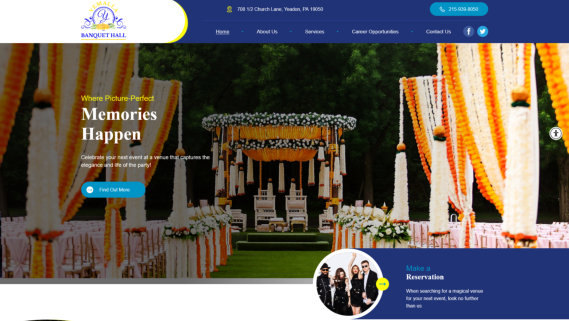 BANQUET HALL
708 1/2 Church Lane, Yeadon, PA 19050
215-939-8050
Home
About Us
Services
Career Opportunities
Contact Us
Where Picture-Perfect
Memories
Happen
Celebrate your next event at a venue that captures the
elegance and life of the party!
Find Out More
Make a
Reservation
When searching for a magical venue
for your next event, look no further
than us